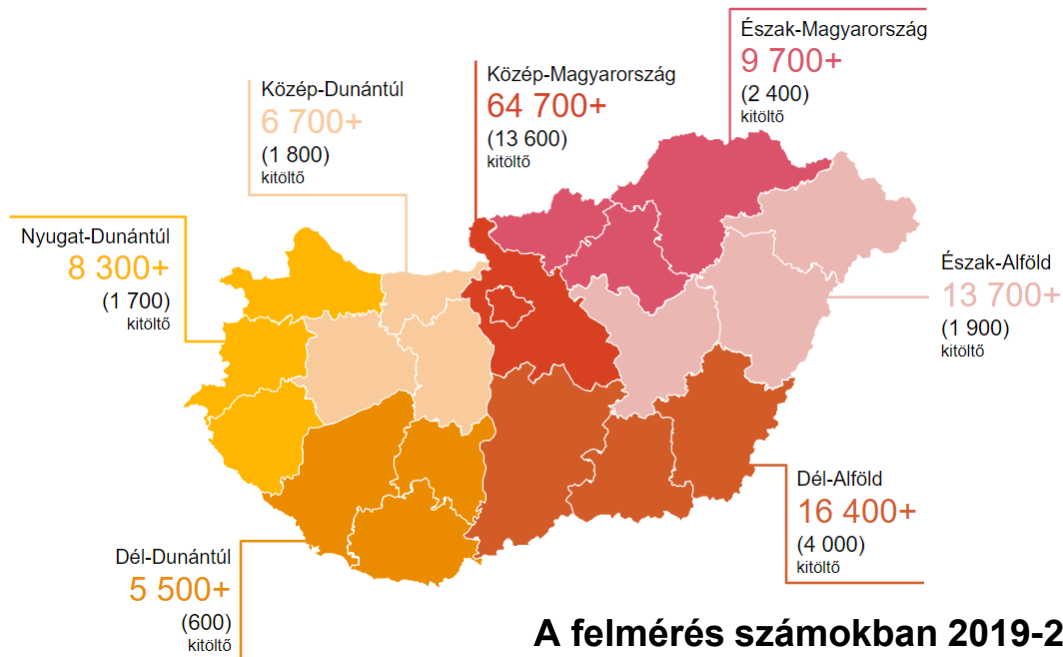 Észak-Magyarország
9 700+
(2 400)
kitöltő
Közép-Magyarország
64 700+
(13 600)
kitöltő
Közép-Dunántúl
6 700+
(1 800)
kitöltő
Nyugat-Dunántúl
8 300+
(1 700)
kitöltő
Észak-Alföld
13 700+
(1 900)
kitöltő
Dél-Alföld
16 400+
(4 000)
kitöltő
Dél-Dunántúl
5 500+
(600)
kitöltő
A felmérés számokban 2019-2